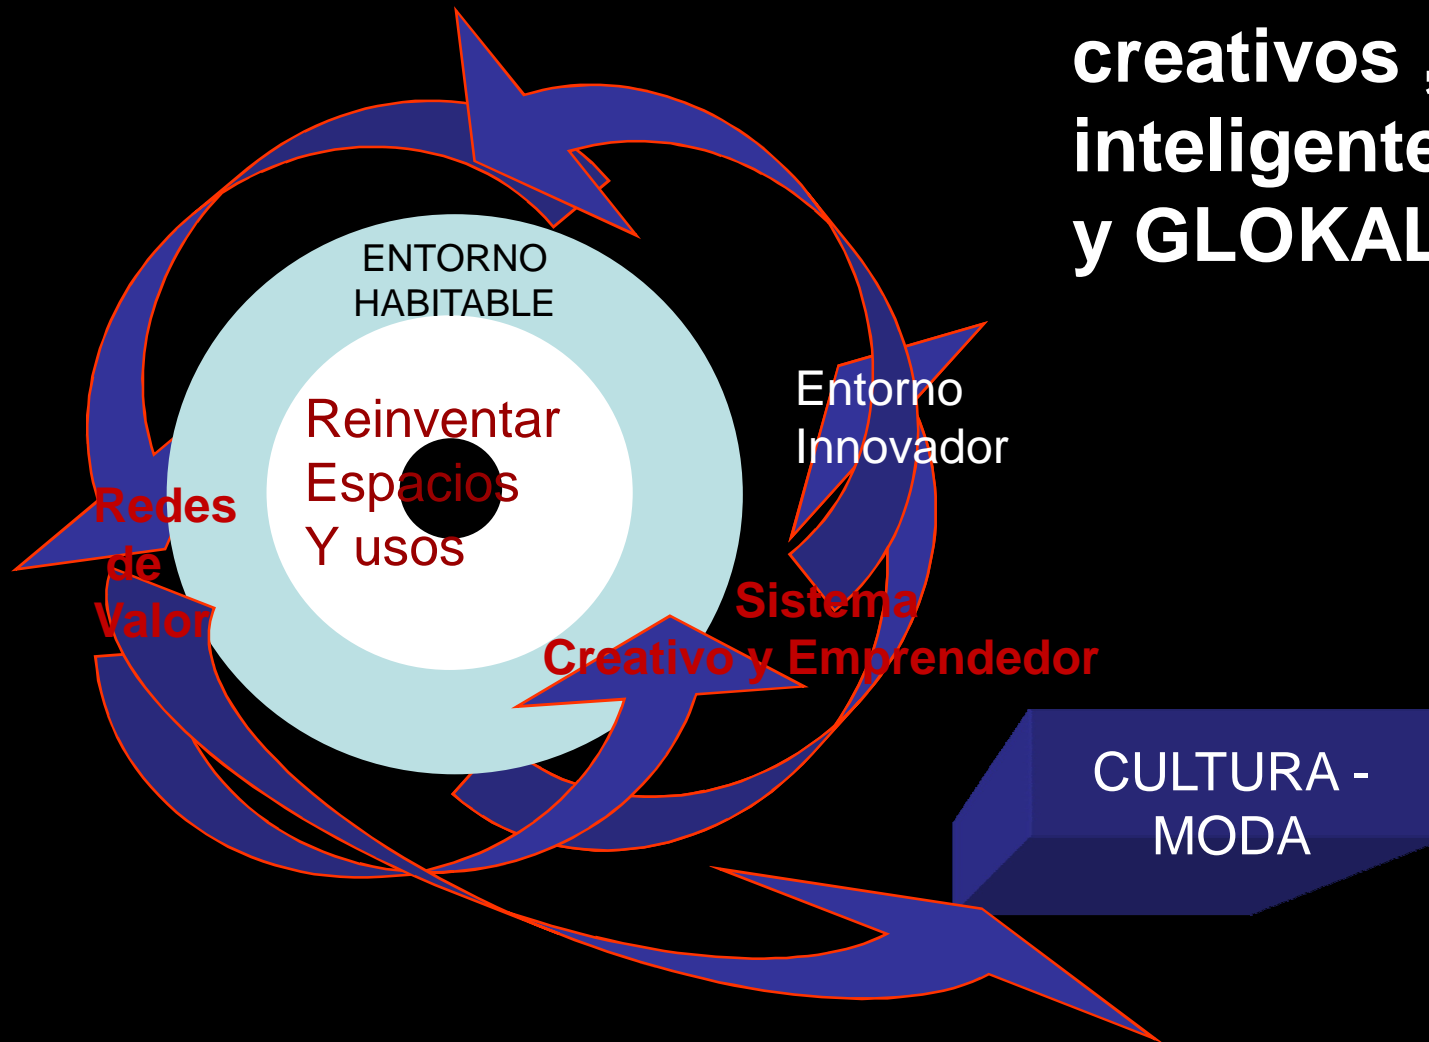 creativos ,
inteligente
y GLOKAL
ENTORNO
HABITABLE
Reinventar
Espacios
Y usos
Entorno
Innovador
Redes
de
Valor
Sistema
Creativo y Emprendedor
CULTURA -
MODA